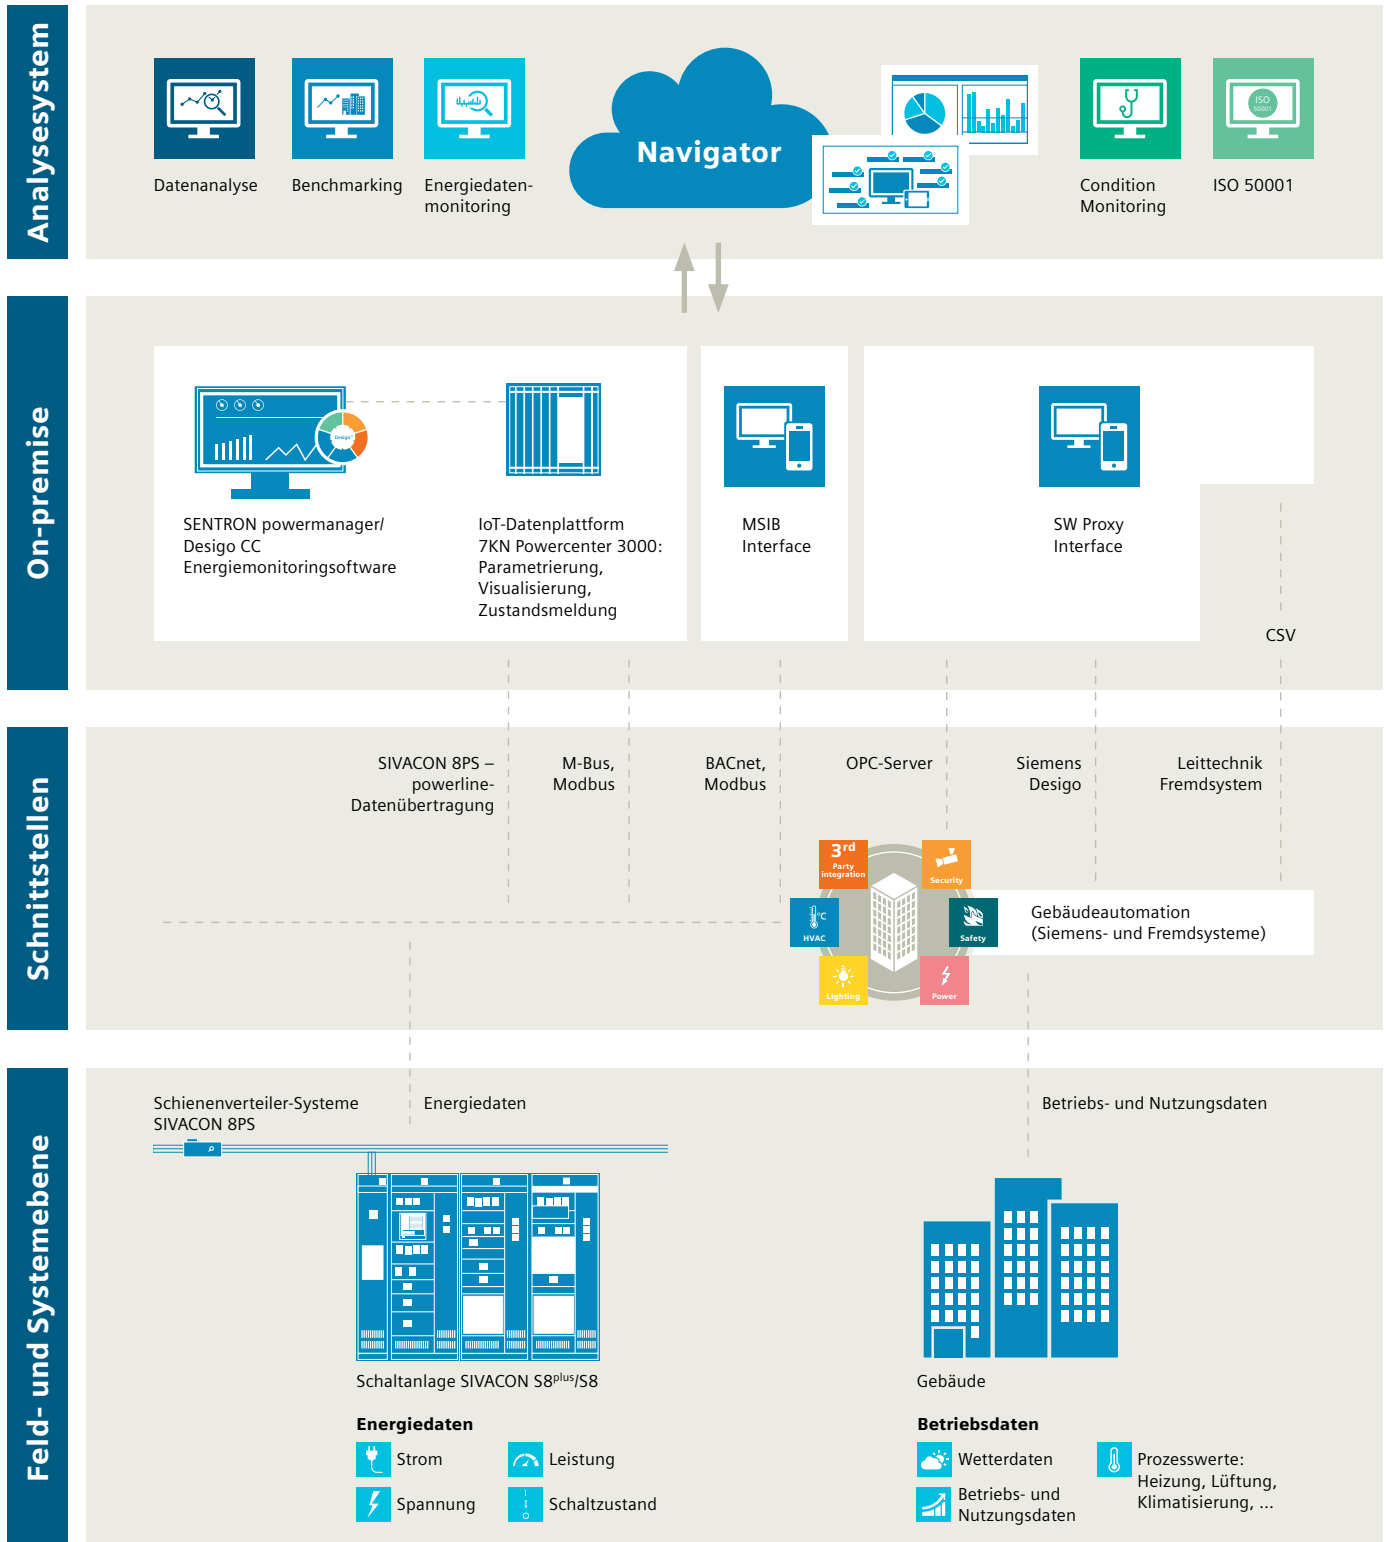 Analysesystem
Datenanalyse
Benchmarking
Energiedaten-
monitoring
Navigator
Condition
Monitoring
ISO
50001
ISO 50001
On-premise
Desigo
SENTRON powermanager/
Desigo CC
Energiemonitoringsoftware
IoT-Datenplattform
7KN Powercenter 3000:
Parametrierung,
Visualisierung,
Zustandsmeldung
MSIB
Interface
SW Proxy
Interface
CSV
Schnittstellen
SIVACON 8PS –
powerline-
Datenübertragung
M-Bus,
Modbus
BACnet,
Modbus
OPC-Server
Siemens
Desigo
Leittechnik
Fremdsystem
3rd
Party
integration
Security
°C
HVAC
Safety
Lighting
Power
Gebäudeautomation
(Siemens- und Fremdsysteme)
Feld- und Systemebene
Schienenverteiler-Systeme
SIVACON 8PS
Energiedaten
Betriebs- und Nutzungsdaten
Schaltanlage SIVACON S8plus/S8
Energiedaten
Strom
Leistung
Spannung
Schaltzustand
Gebäude
Betriebsdaten
Wetterdaten
Betriebs- und
Nutzungsdaten
Prozesswerte:
Heizung, Lüftung,
Klimatisierung, ...